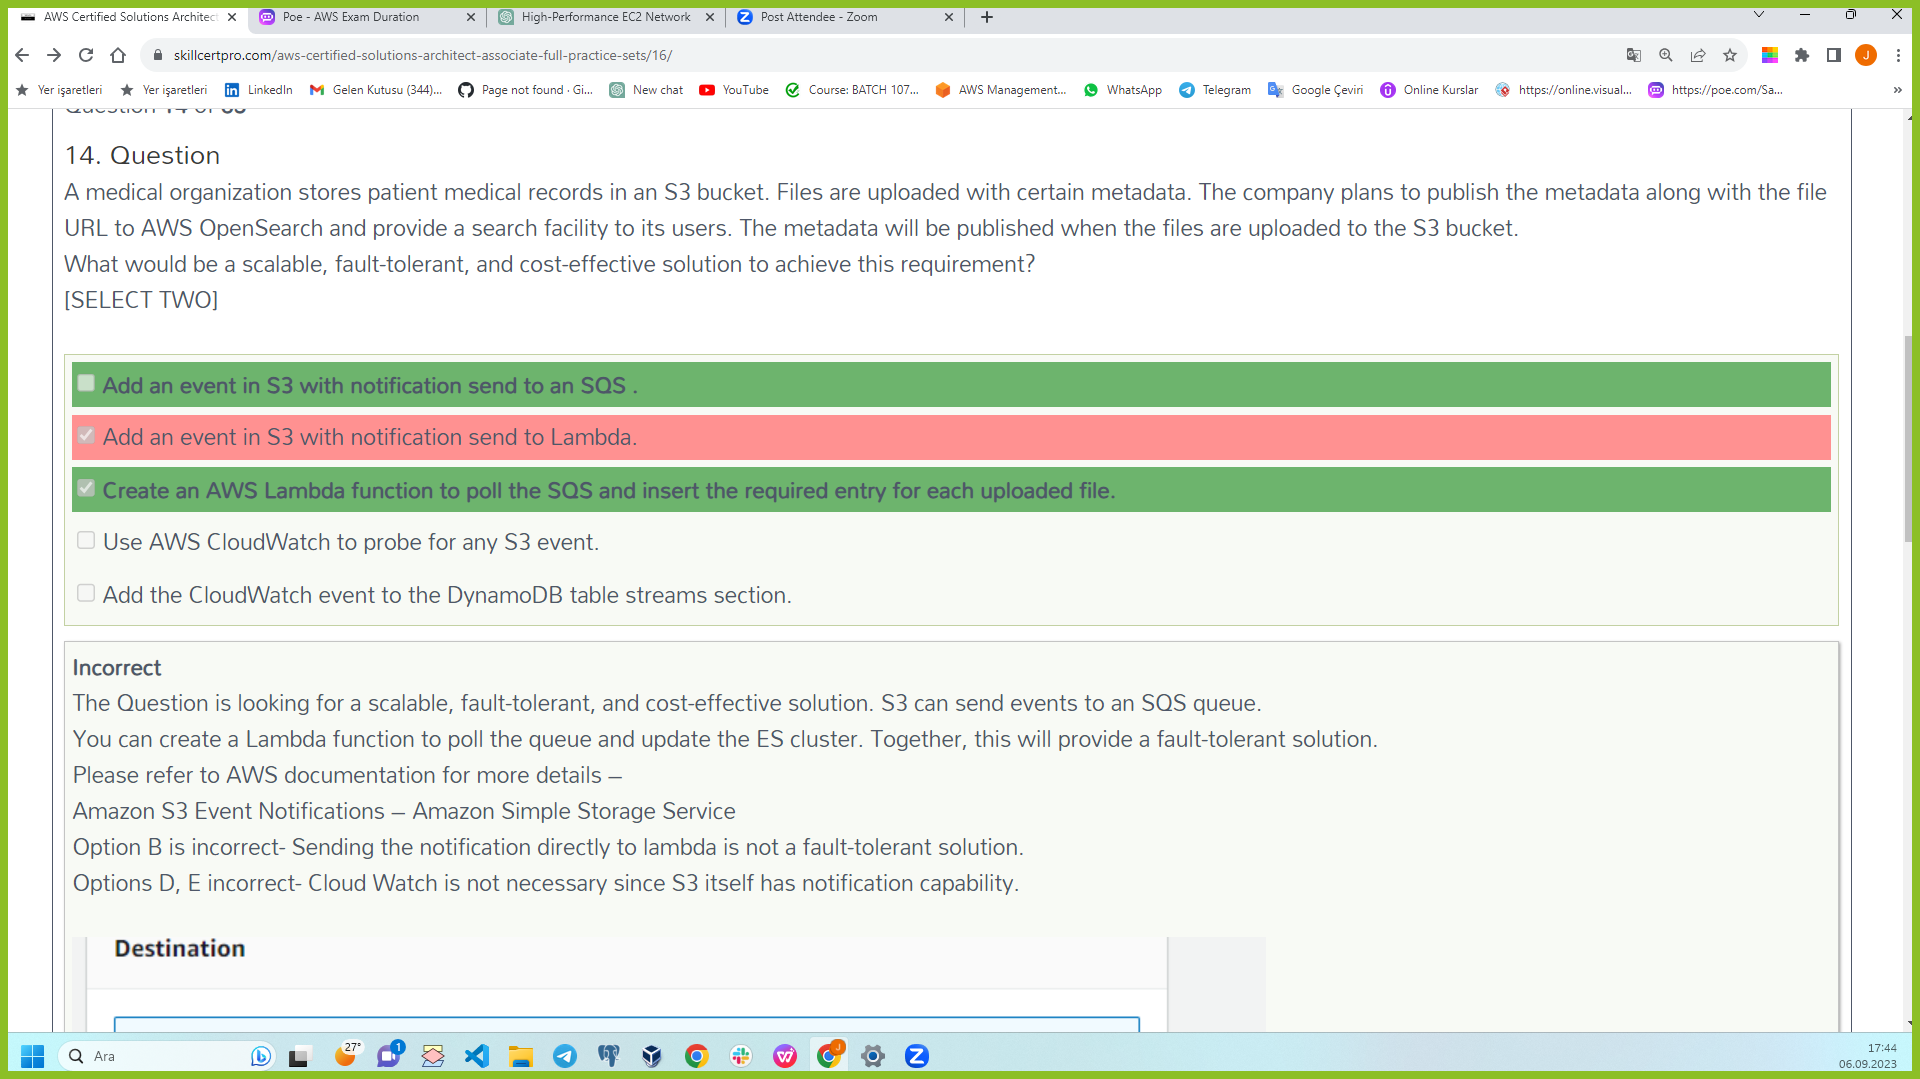 AWS Certified Solutions Architect
Poe - AWS Exam Duration
High-Performance EC2 Network
Post Attendee - Zoom
skillcertpro.com/aws-certified-solutions-architect-associate-full-practice-sets/16/
J
Yer işaretleri
Yer işaretleri
LinkedIn
Gelen Kutusu (344)...
Page not found · Gi...
New chat
YouTube
Course: BATCH 107...
AWS Management...
WhatsApp
Telegram
Google Çeviri
Online Kurslar
https://online.visual...
https://poe.com/Sa...
»
Question 14 of 65
14. Question
A medical organization stores patient medical records in an S3 bucket. Files are uploaded with certain metadata. The company plans to publish the metadata along with the file
URL to AWS OpenSearch and provide a search facility to its users. The metadata will be published when the files are uploaded to the S3 bucket.
What would be a scalable, fault-tolerant, and cost-effective solution to achieve this requirement?
[SELECT TWO]
Add an event in S3 with notification send to an SQS .
Add an event in S3 with notification send to Lambda.
Create an AWS Lambda function to poll the SQS and insert the required entry for each uploaded file.
Use AWS CloudWatch to probe for any S3 event.
Add the CloudWatch event to the DynamoDB table streams section.
Incorrect
The Question is looking for a scalable, fault-tolerant, and cost-effective solution. S3 can send events to an SQS queue.
You can create a Lambda function to poll the queue and update the ES cluster. Together, this will provide a fault-tolerant solution.
Please refer to AWS documentation for more details –
Amazon S3 Event Notifications – Amazon Simple Storage Service
Option B is incorrect- Sending the notification directly to lambda is not a fault-tolerant solution.
Options D, E incorrect- Cloud Watch is not necessary since S3 itself has notification capability.
Destination
Ara
27°
1
17:44
06.09.2023